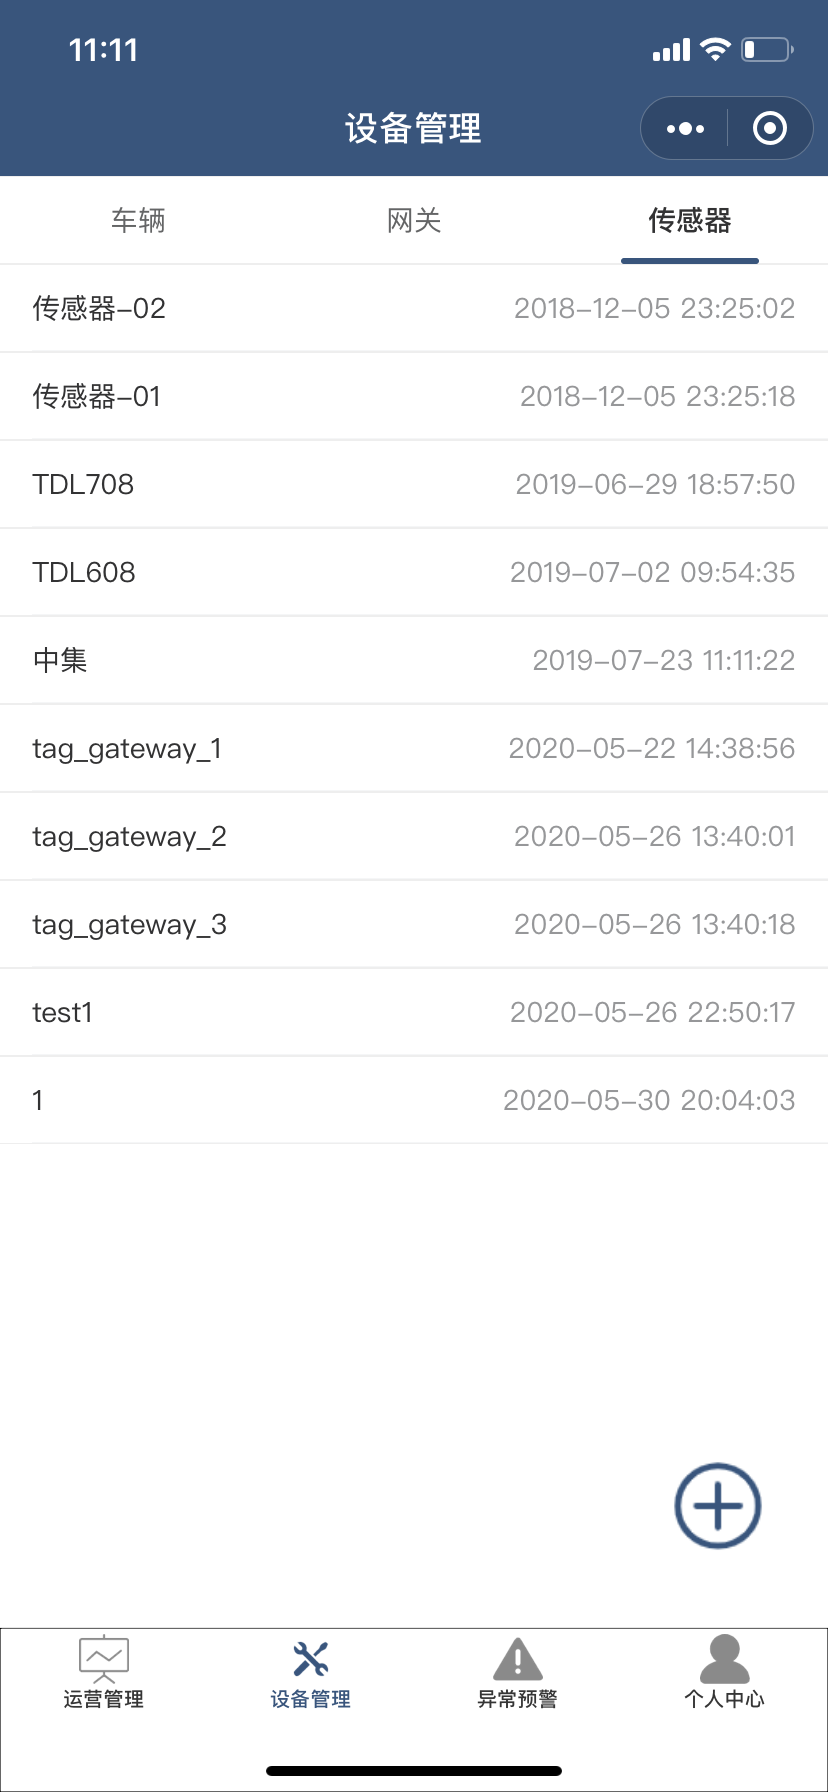 11:11
设备管理
车辆 网关 传感器
传感器-02 2018-12-05 23:25:02
传感器-01 2018-12-05 23:25:18
TDL708 2019-06-29 18:57:50
TDL608 2019-07-02 09:54:35
中集 2019-07-23 11:11:22
tag_gateway_1 2020-05-22 14:38:56
tag_gateway_2 2020-05-26 13:40:01
tag_gateway_3 2020-05-26 13:40:18
test1 2020-05-26 22:50:17
1 2020-05-30 20:04:03
运营管理 设备管理 异常预警 个人中心